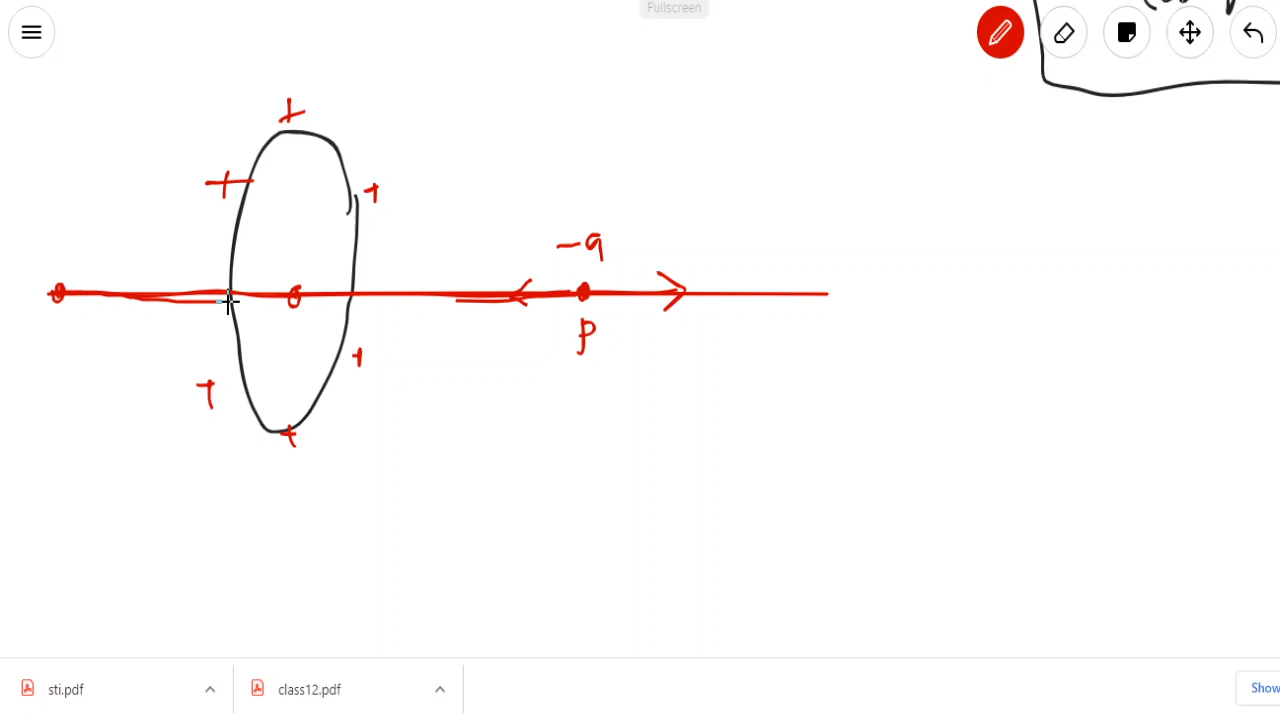 Fullscreen
+
+
+
-q
o
P
+
+
+
sti.pdf
class12.pdf
Show